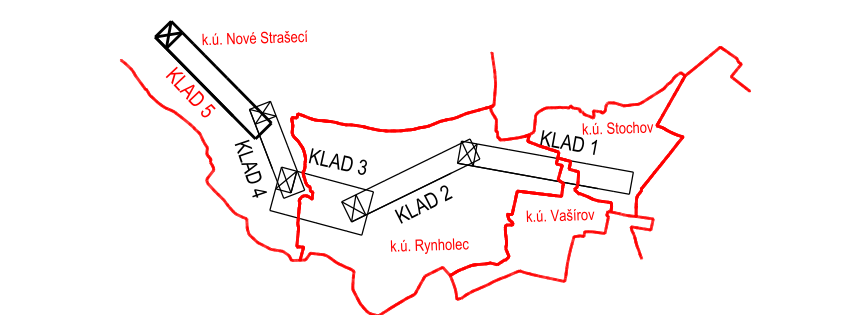 k.ú. Nové Strašecí
KLAD 5
k.ú. Stochov
KLAD 1
KLAD 3
KLAD 4
KLAD 2
k.ú. Vašírov
k.ú. Rynholec